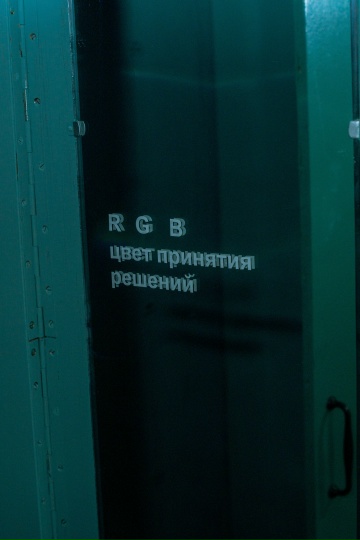 R G B
цвет принятия
решений